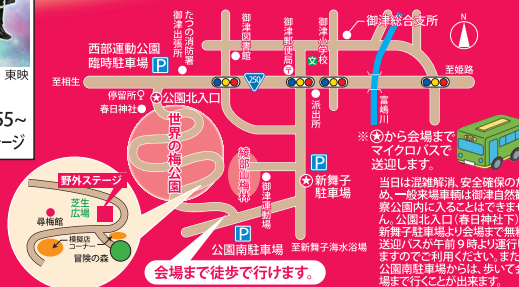 東映
55~
ージ
西部運動公園
臨時駐車場
P
たつの消防署
御津出張所
御津図書館
御津郵便局
御津小学校
文
御津総合支所
N
至相生
250
至姫路
停留所
春日神社
公園北入口
派出所
富嶋川
世界の梅公園
綾部山梅林
御津運動場
P
新舞子
駐車場
P
公園南駐車場
至新舞子海水浴場
野外ステージ
芝生
広場
尋梅館
模擬店
コーナー
冒険の森
会場まで徒歩で行けます。
※★から会場まで
マイクロバスで
送迎します。
当日は混雑解消、安全確保のた
め、一般来場車輌は御津自然観
察公園内に入ることはできませ
ん。公園北入口(春日神社下)
新舞子駐車場より会場まで無料
送迎バスが午前9時より運行し
ますのでご利用ください。また
公園南駐車場からは、歩いて会
場まで行くことが出来ます。